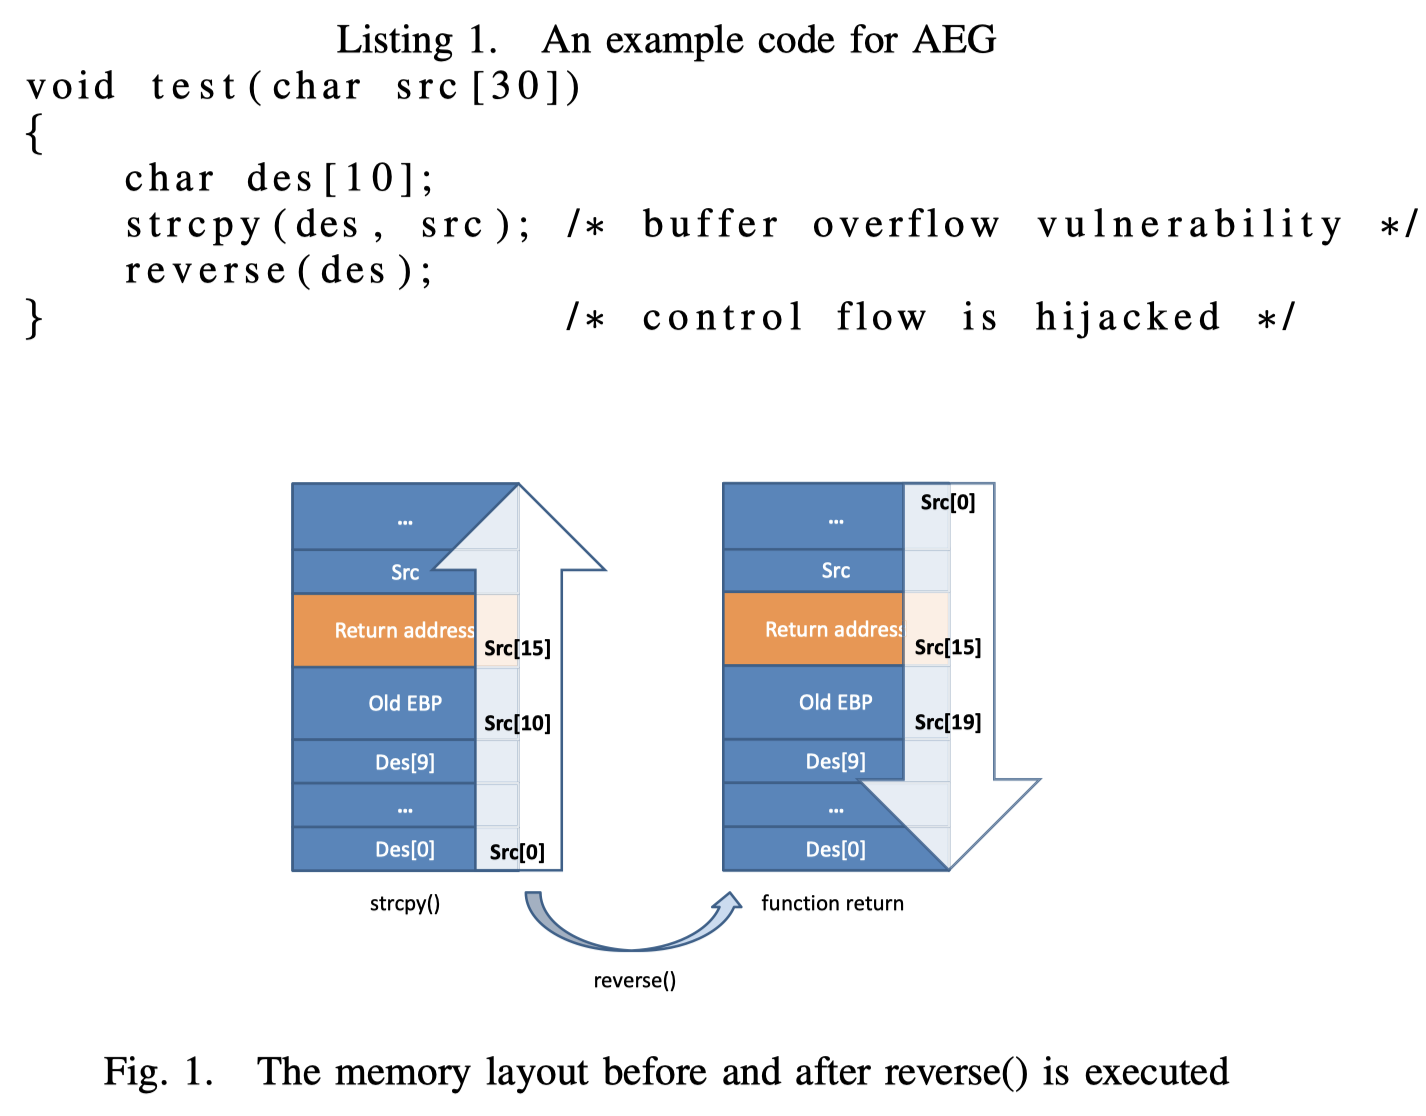 Listing 1. An example code for AEG
void test(char src[30])
{
char des[10];
strcpy(des, src); /* buffer overflow vulnerability */
reverse(des);
} /* control flow is hijacked */
...
Src
Return address
Src[15]
Old EBP
Src[10]
Des[9]
...
Des[0]
Src[0]
strcpy()
Src[0]
...
Src
Return address
Src[15]
Old EBP
Src[19]
Des[9]
...
Des[0]
function return
reverse()
Fig. 1. The memory layout before and after reverse() is executed